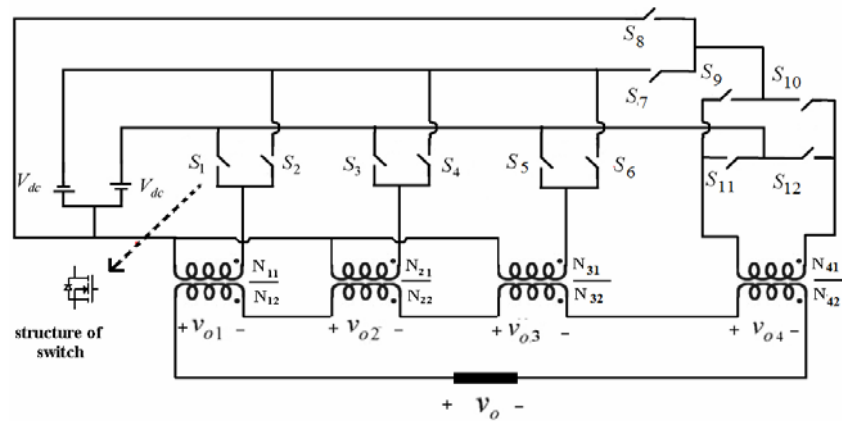 S8
S9
S10
S7
S1
S2
S3
S4
S5
S6
S11
S12
Vdc
Vdc
N11
N12
N21
N22
N31
N32
N41
N42
+ vo1 -
+ vo2 -
+ vo3 -
+ vo4 -
structure of
switch
+ vo -